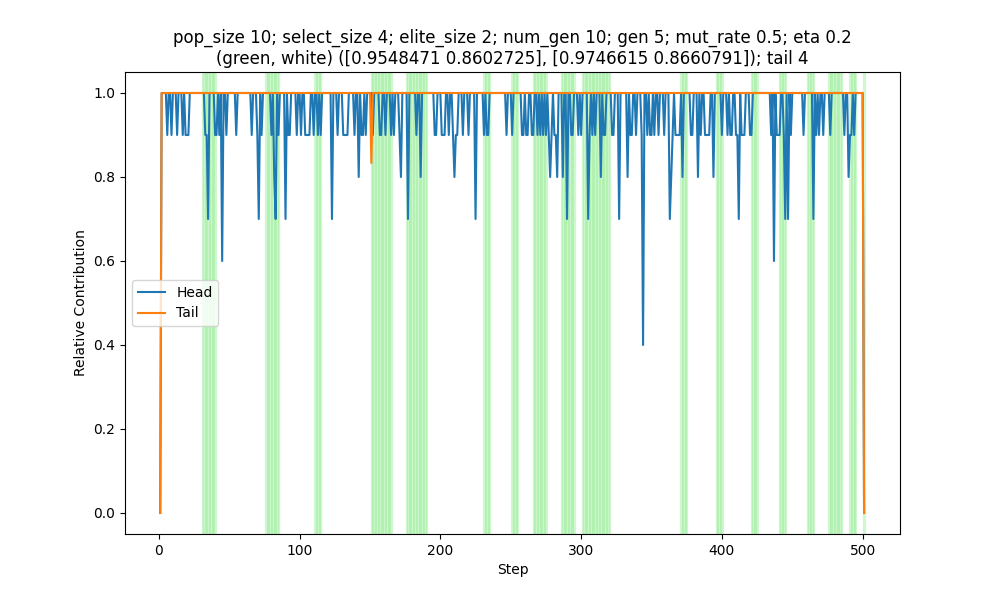 pop_size 10; select_size 4; elite_size 2; num_gen 10; gen 5; mut_rate 0.5; eta 0.2
(green, white) ([0.9548471 0.8602725], [0.9746615 0.8660791]); tail 4
1.0
0.8
0.6
0.4
0.2
0.0
Relative Contribution
Head
Tail
0
100
200
300
400
500
Step